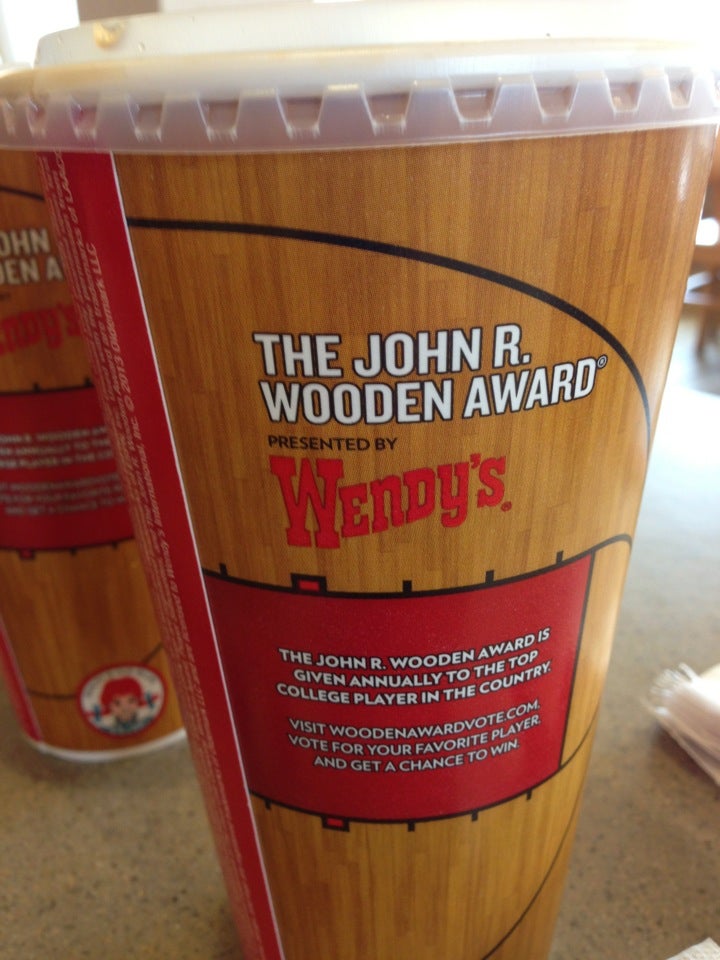 THE JOHN R.
WOODEN AWARD®
PRESENTED BY
WENDY'S
THE JOHN R. WOODEN AWARD IS
GIVEN ANNUALLY TO THE TOP
COLLEGE PLAYER IN THE COUNTRY.
VISIT WOODENAWARDVOTE.COM,
VOTE FOR YOUR FAVORITE PLAYER,
AND GET A CHANCE TO WIN.